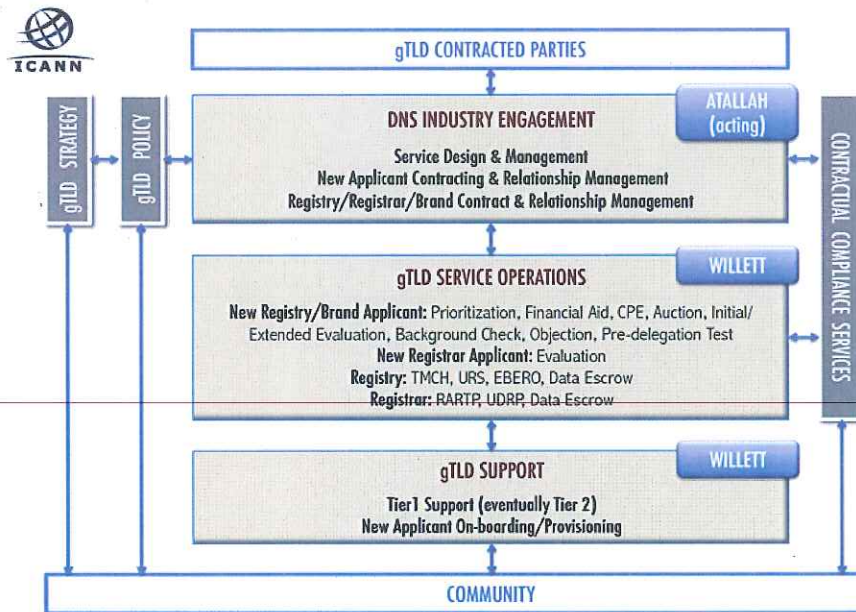 ICANN
gTLD CONTRACTED PARTIES
gTLD STRATEGY
gTLD POLICY
DNS INDUSTRY ENGAGEMENT
ATALLAH
(acting)
Service Design & Management
New Applicant Contracting & Relationship Management
Registry/Registrar/Brand Contract & Relationship Management
CONTRACTUAL COMPLIANCE SERVICES
gTLD SERVICE OPERATIONS
WILLETT
New Registry/Brand Applicant: Prioritization, Financial Aid, CPE, Auction, Initial/
Extended Evaluation, Background Check, Objection, Pre-delegation Test
New Registrar Applicant: Evaluation
Registry: TMCH, URS, EBERO, Data Escrow
Registrar: RARTP, UDRP, Data Escrow
gTLD SUPPORT
WILLETT
Tier1 Support (eventually Tier 2)
New Applicant On-boarding/Provisioning
COMMUNITY